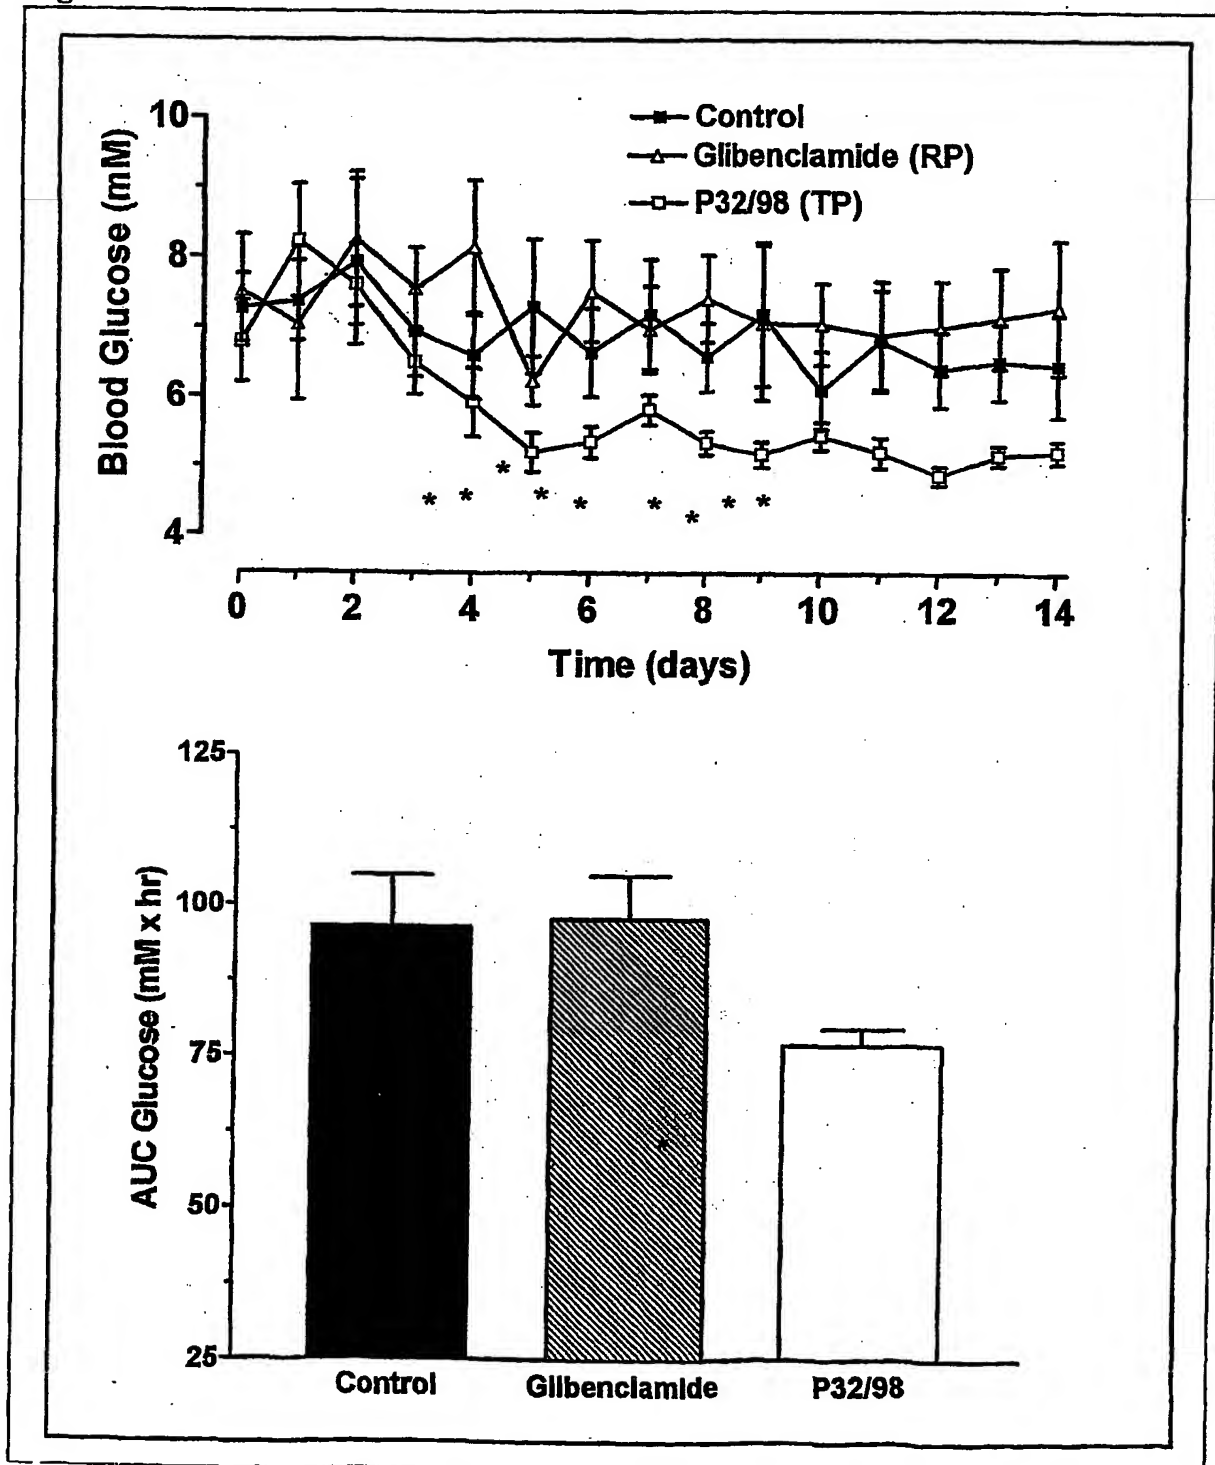 Control
Glibenclamide (RP)
P32/98 (TP)
Blood Glucose (mM)
10
8
6
4
* * * * * * * * *
0 2 4 6 8 10 12 14
Time (days)
AUC Glucose (mM x hr)
125
100
75
50
25
*
Control Glibenclamide P32/98